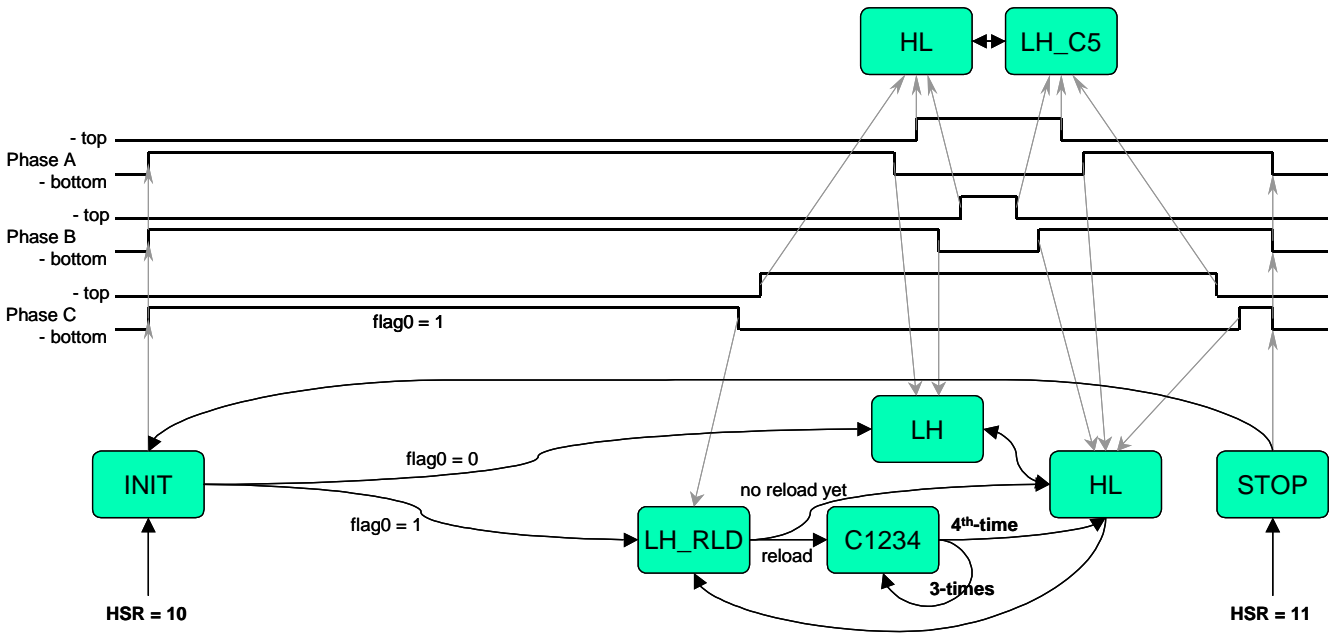 HL
LH_C5
- top
Phase A
- bottom
- top
Phase B
- bottom
- top
Phase C
- bottom
flag0 = 1
LH
flag0 = 0
INIT
HL
STOP
no reload yet
flag0 = 1
4th-time
LH_RLD
C1234
reload
3-times
HSR = 10
HSR = 11